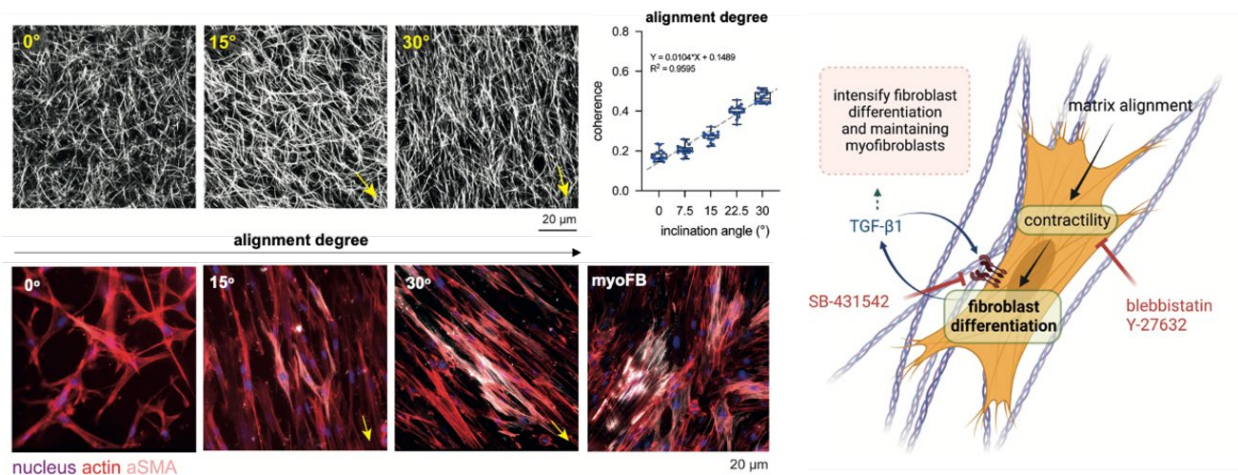 0°
15°
30°
20 µm
alignment degree
Y = 0.0104*X + 0.1489
R² = 0.9595
coherence
0.8
0.6
0.4
0.2
0.0
0 7.5 15 22.5 30
inclination angle (°)
alignment degree
0º
15º
30º
myoFB
nucleus actin aSMA
20 µm
intensify fibroblast
differentiation
and maintaining
myofibroblasts
matrix alignment
TGF-β1
contractility
SB-431542
fibroblast
differentiation
blebbistatin
Y-27632